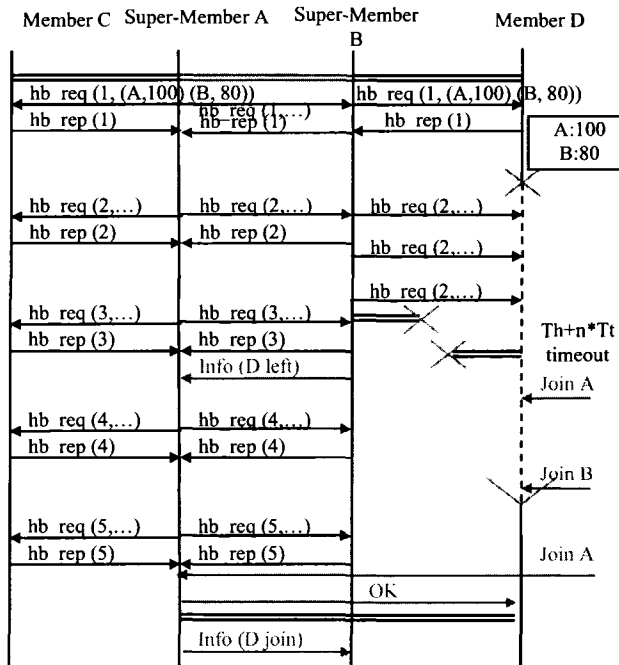 Member C Super-Member A Super-Member B Member D
hb_req (1, (A,100) (B, 80)) hb_req (1, (A,100) (B, 80))
hb_req (1,…)
hb_rep (1) hb_rep (1) hb_rep (1)
A:100
B:80
hb_req (2,…) hb_req (2,…) hb_req (2,…)
hb_rep (2) hb_rep (2)
hb_req (2,…)
hb_req (2,…)
hb_req (3,…) hb_req (3,…)
hb_rep (3) hb_rep (3)
Th+n*Tt
timeout
Info (D left)
Join A
hb_req (4,…) hb_req (4,…)
hb_rep (4) hb_rep (4)
Join B
hb_req (5,…) hb_req (5,…)
hb_rep (5) hb_rep (5) Join A
OK
Info (D join)